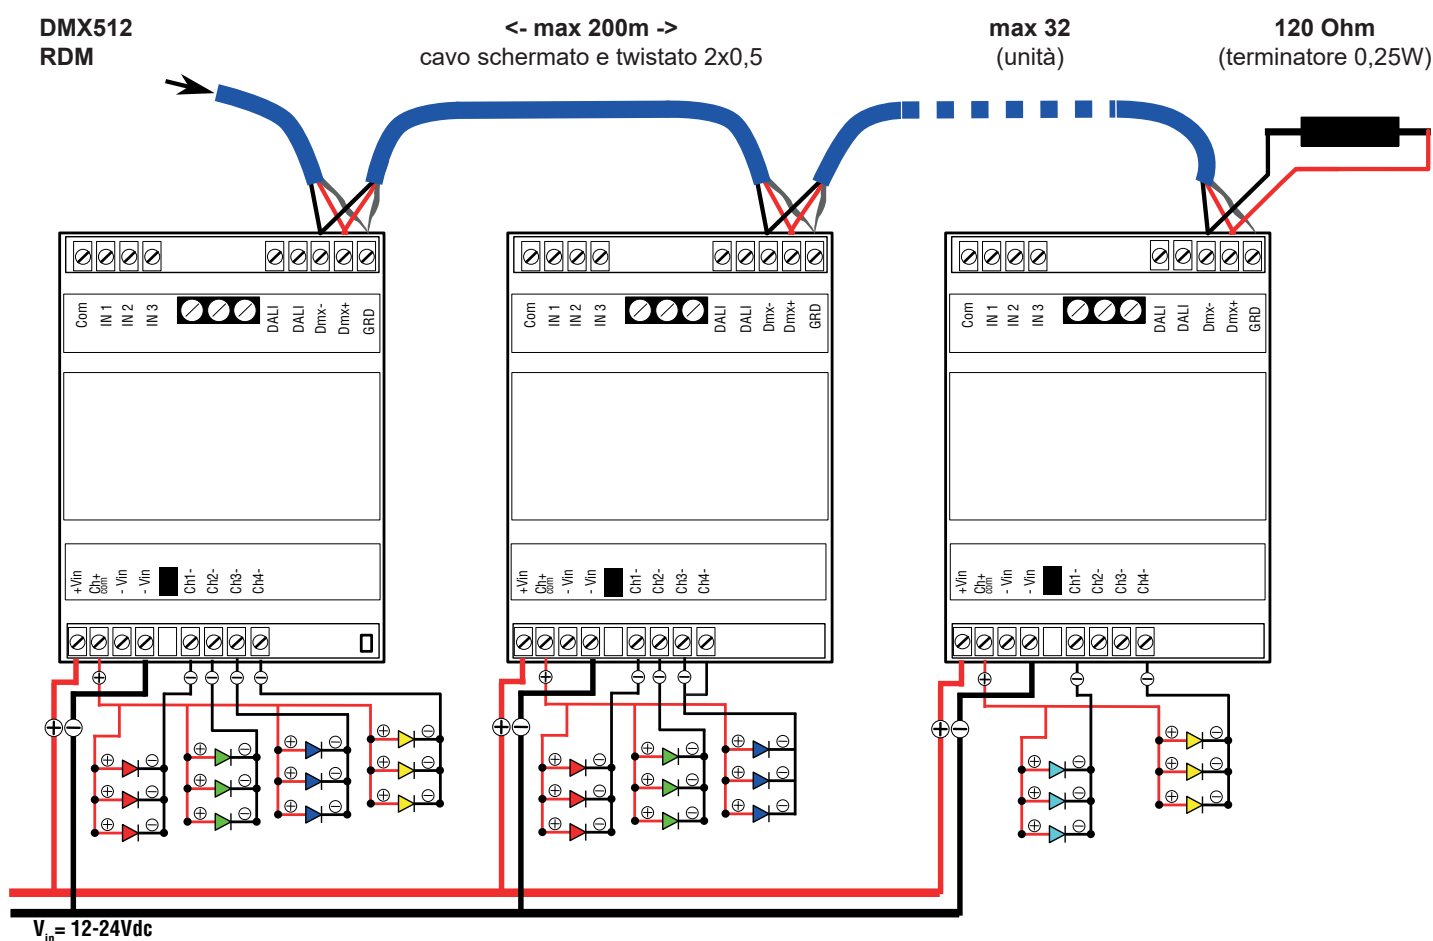 DMX512
RDM
<- max 200m ->
cavo schermato e twistato 2x0,5
max 32
(unità)
120 Ohm
(terminatore 0,25W)
Com IN 1 IN 2 IN 3 DALI DALI Dmx- Dmx+ GRD
Com IN 1 IN 2 IN 3 DALI DALI Dmx- Dmx+ GRD
Com IN 1 IN 2 IN 3 DALI DALI Dmx- Dmx+ GRD
+Vin Ch+ com - Vin - Vin Ch1- Ch2- Ch3- Ch4-
+Vin Ch+ com - Vin - Vin Ch1- Ch2- Ch3- Ch4-
+Vin Ch+ com - Vin - Vin Ch1- Ch2- Ch3- Ch4-
Vin= 12-24Vdc